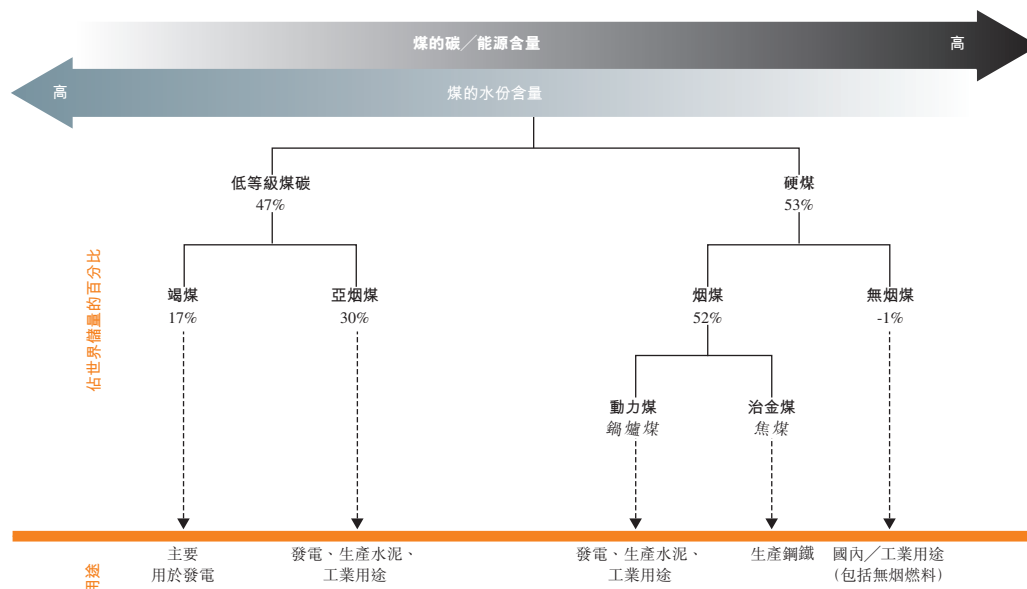 煤的碳／能源含量
高
高
煤的水份含量
低等級煤碳
47%
硬煤
53%
佔世界儲量的百分比
竭煤
17%
亞烟煤
30%
烟煤
52%
無烟煤
-1%
動力煤
鍋爐煤
治金煤
焦煤
用途
主要
用於發電
發電、生產水泥、
工業用途
發電、生產水泥、
工業用途
生產鋼鐵
國內／工業用途
(包括無烟燃料)